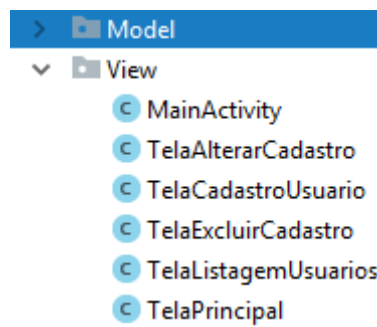 Model
View
C MainActivity
C TelaAlterarCadastro
C TelaCadastroUsuario
C TelaExcluirCadastro
C TelaListagemUsuarios
C TelaPrincipal